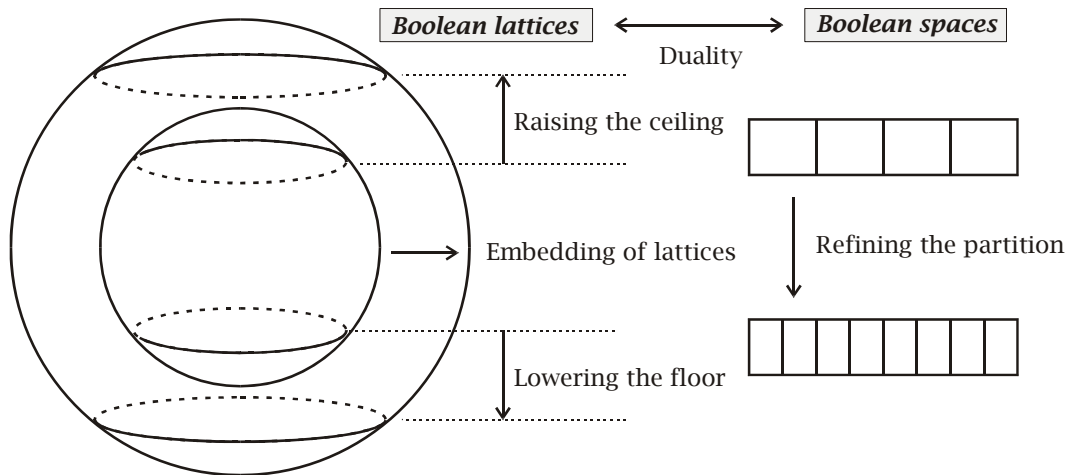 Boolean lattices
Boolean spaces
Duality
Raising the ceiling
Embedding of lattices
Refining the partition
Lowering the floor